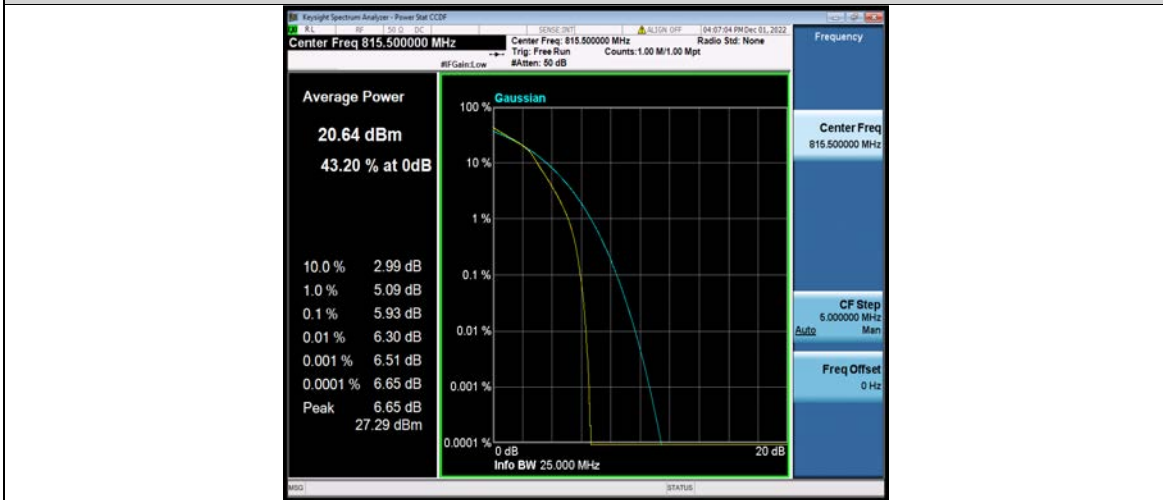 Keysight Spectrum Analyzer - Power Stat CCDF
RL RF 50 Ω DC SENSE:INT ALIGN OFF 04:07:04 PM Dec 01, 2022
Center Freq 815.500000 MHz
Center Freq: 815.500000 MHz Radio Std: None
Trig: Free Run Counts:1.00 M/1.00 Mpt
#IFGain:Low #Atten: 50 dB
Frequency
Center Freq
815.500000 MHz
CF Step
5.000000 MHz
Auto Man
Freq Offset
0 Hz
Average Power
20.64 dBm
43.20 % at 0dB
10.0 % 2.99 dB
1.0 % 5.09 dB
0.1 % 5.93 dB
0.01 % 6.30 dB
0.001 % 6.51 dB
0.0001 % 6.65 dB
Peak 6.65 dB
27.29 dBm
Gaussian
100 %
10 %
1 %
0.1 %
0.01 %
0.001 %
0.0001 %
0 dB 20 dB
Info BW 25.000 MHz
MSG STATUS